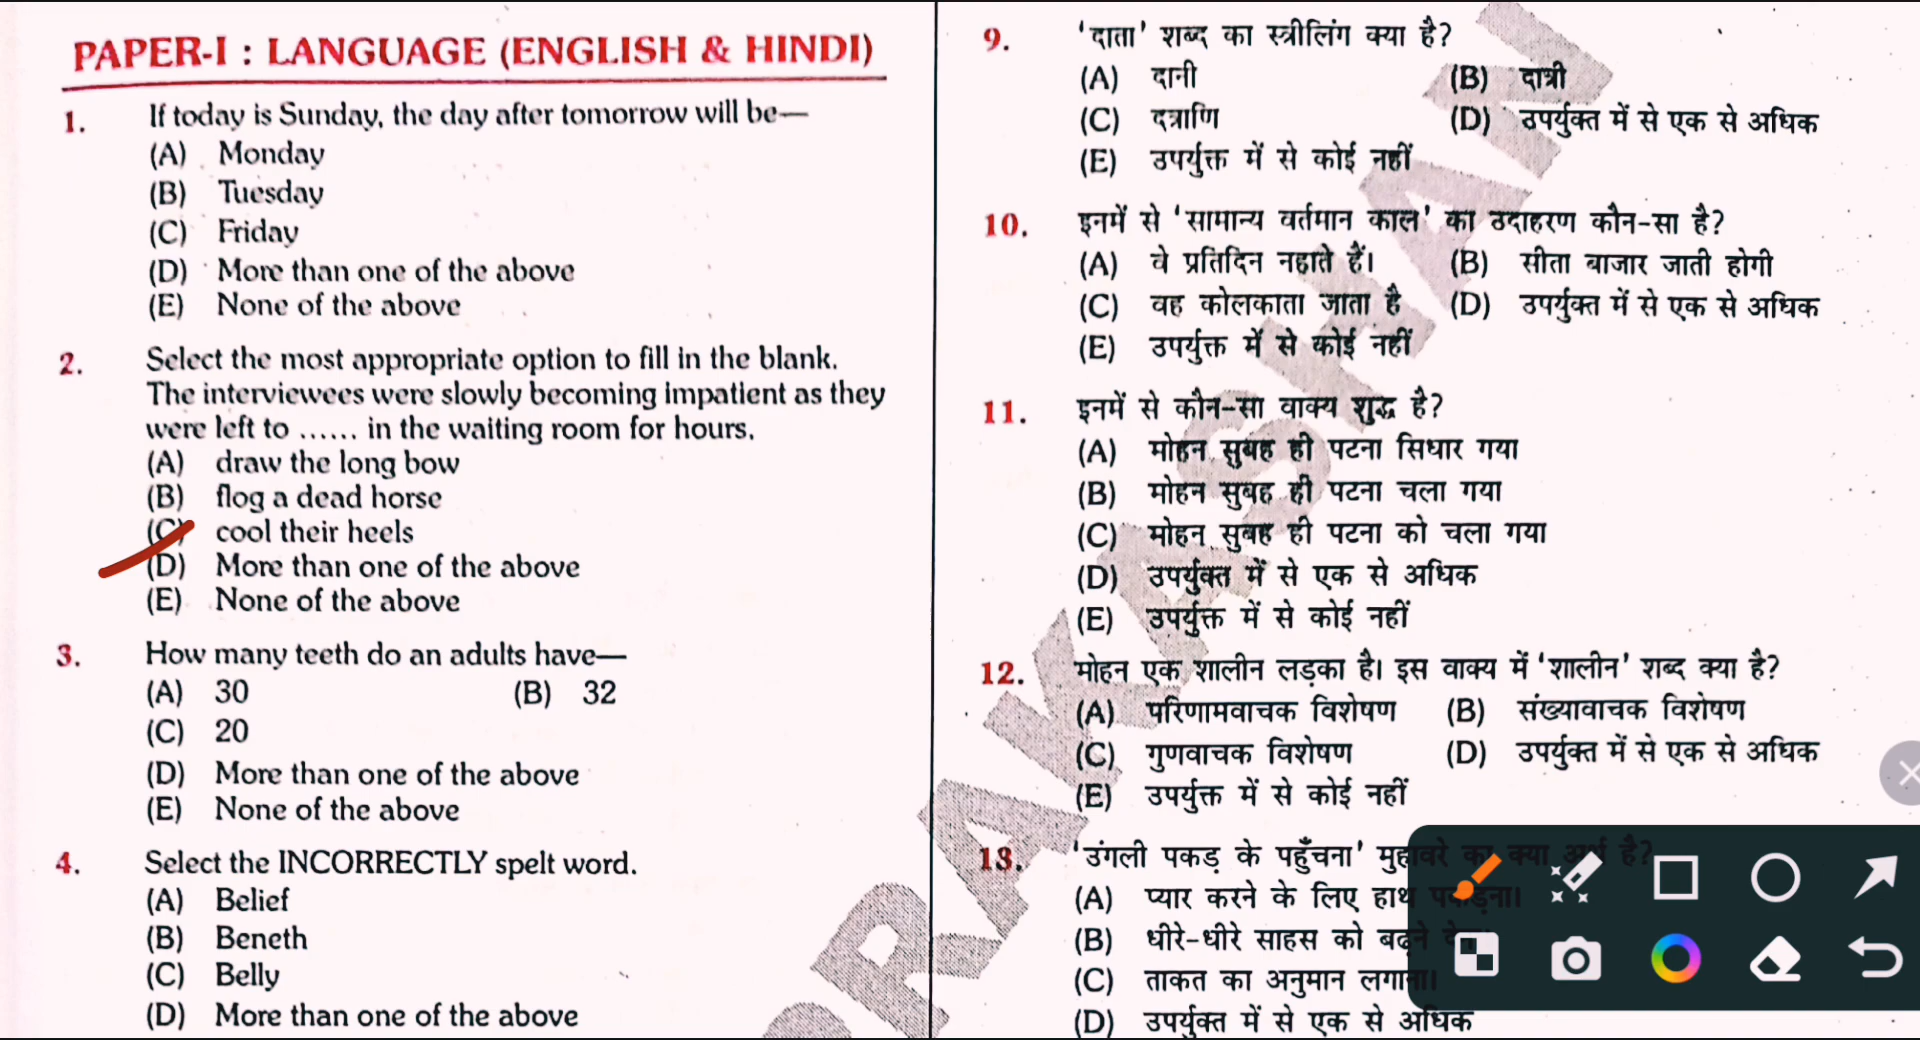 PAPER-I : LANGUAGE (ENGLISH & HINDI)
1. If today is Sunday, the day after tomorrow will be—
(A) Monday
(B) Tuesday
(C) Friday
(D) More than one of the above
(E) None of the above
2. Select the most appropriate option to fill in the blank.
The interviewees were slowly becoming impatient as they
were left to ...... in the waiting room for hours.
(A) draw the long bow
(B) flog a dead horse
(C) cool their heels
(D) More than one of the above
(E) None of the above
3. How many teeth do an adults have—
(A) 30 (B) 32
(C) 20
(D) More than one of the above
(E) None of the above
4. Select the INCORRECTLY spelt word.
(A) Belief
(B) Beneth
(C) Belly
(D) More than one of the above
9. 'दाता' शब्द का स्त्रीलिंग क्या है?
(A) दानी (B) दात्री
(C) दत्राणि (D) उपर्युक्त में से एक से अधिक
(E) उपर्युक्त में से कोई नहीं
10. इनमें से 'सामान्य वर्तमान काल' का उदाहरण कौन-सा है?
(A) वे प्रतिदिन नहाते हैं। (B) सीता बाजार जाती होगी
(C) वह कोलकाता जाता है (D) उपर्युक्त में से एक से अधिक
(E) उपर्युक्त में से कोई नहीं
11. इनमें से कौन-सा वाक्य शुद्ध है?
(A) मोहन सुबह ही पटना सिधार गया
(B) मोहन सुबह ही पटना चला गया
(C) मोहन सुबह ही पटना को चला गया
(D) उपर्युक्त में से एक से अधिक
(E) उपर्युक्त में से कोई नहीं
12. मोहन एक शालीन लड़का है। इस वाक्य में 'शालीन' शब्द क्या है?
(A) परिणामवाचक विशेषण (B) संख्यावाचक विशेषण
(C) गुणवाचक विशेषण (D) उपर्युक्त में से एक से अधिक
(E) उपर्युक्त में से कोई नहीं
13. 'उंगली पकड़ के पहुँचना' मुहावरे का क्या अर्थ है?
(A) प्यार करने के लिए हाथ पकड़ना।
(B) धीरे-धीरे साहस को बढ़ने
(C) ताकत का अनुमान लगाना।
(D) उपर्युक्त में से एक से अधिक
PRAKASHAN